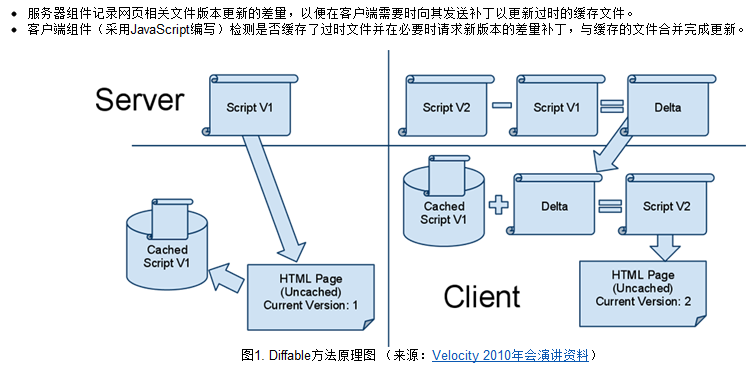 服务器组件记录网页相关文件版本更新的差量，以便在客户端需要时向其发送补丁以更新过时的缓存文件。
客户端组件（采用JavaScript编写）检测是否缓存了过时文件并在必要时请求新版本的差量补丁，与缓存的文件合并完成更新。
Server
Script V1
Script V2
Script V1
Delta
Cached
Script V1
HTML Page
(Uncached)
Current Version: 1
Cached
Script V1
Delta
Script V2
Client
HTML Page
(Uncached)
Current Version: 2
图1. Diffable方法原理图 （来源：Velocity 2010年会演讲资料）